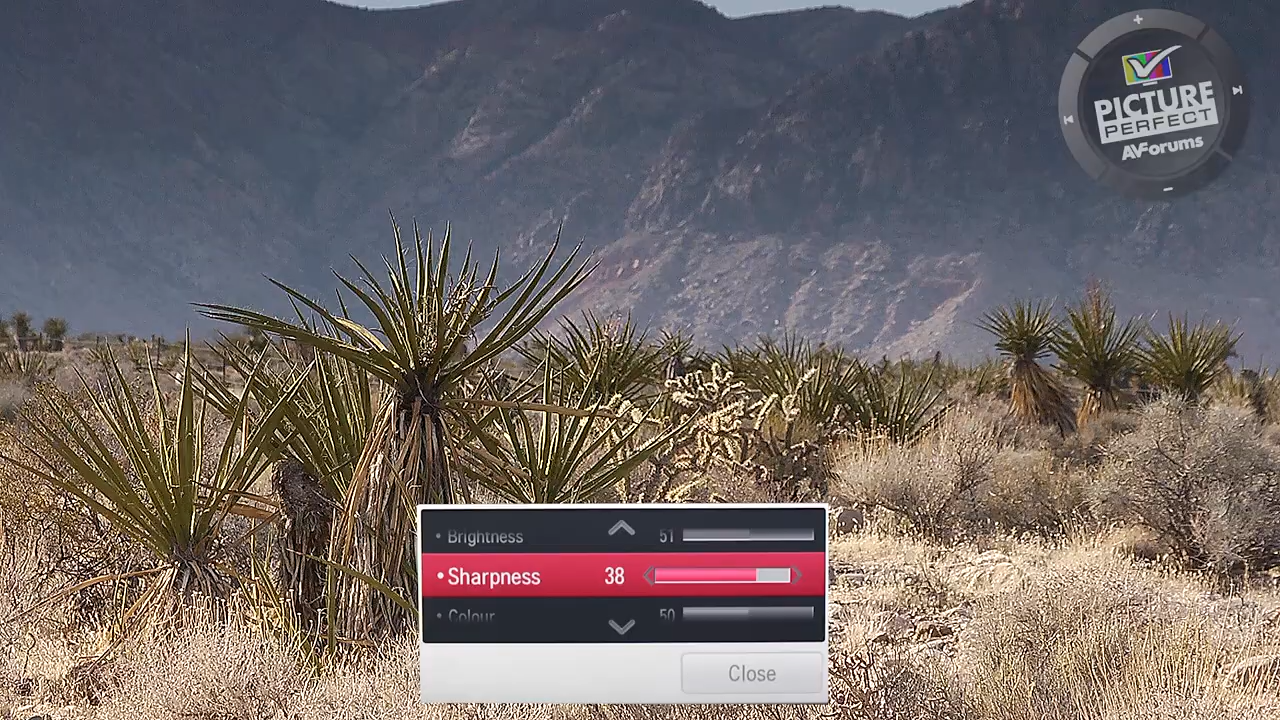 PICTURE
PERFECT
AVForums
• Brightness 51
• Sharpness 38
• Colour 50
Close